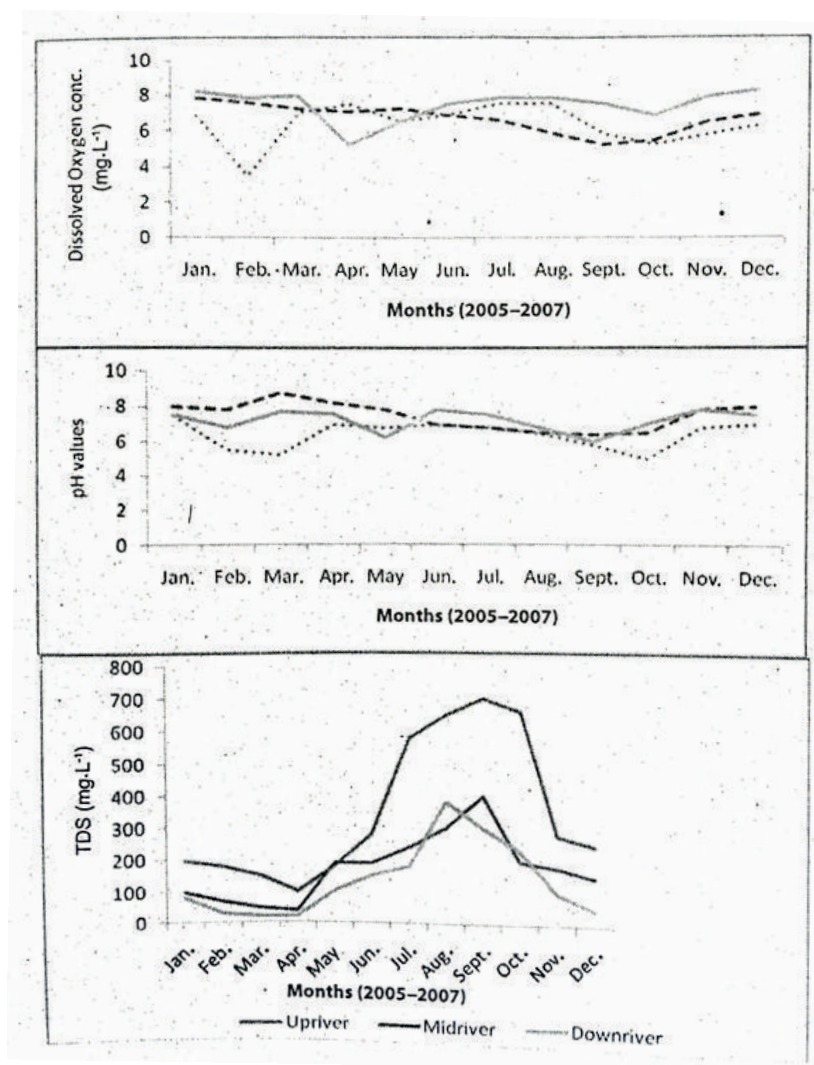 10
8
6
4
2
0
Dissolved Oxygen conc.
(mg.L⁻¹)
Jan. Feb. Mar. Apr. May Jun. Jul. Aug. Sept. Oct. Nov. Dec.
Months (2005–2007)
10
8
6
4
2
0
pH values
Jan. Feb. Mar. Apr. May Jun. Jul. Aug. Sept. Oct. Nov. Dec.
Months (2005–2007)
800
700
600
500
400
300
200
100
0
TDS (mg.L⁻¹)
Jan. Feb. Mar. Apr. May Jun. Jul. Aug. Sept. Oct. Nov. Dec.
Months (2005–2007)
Upriver Midriver Downriver